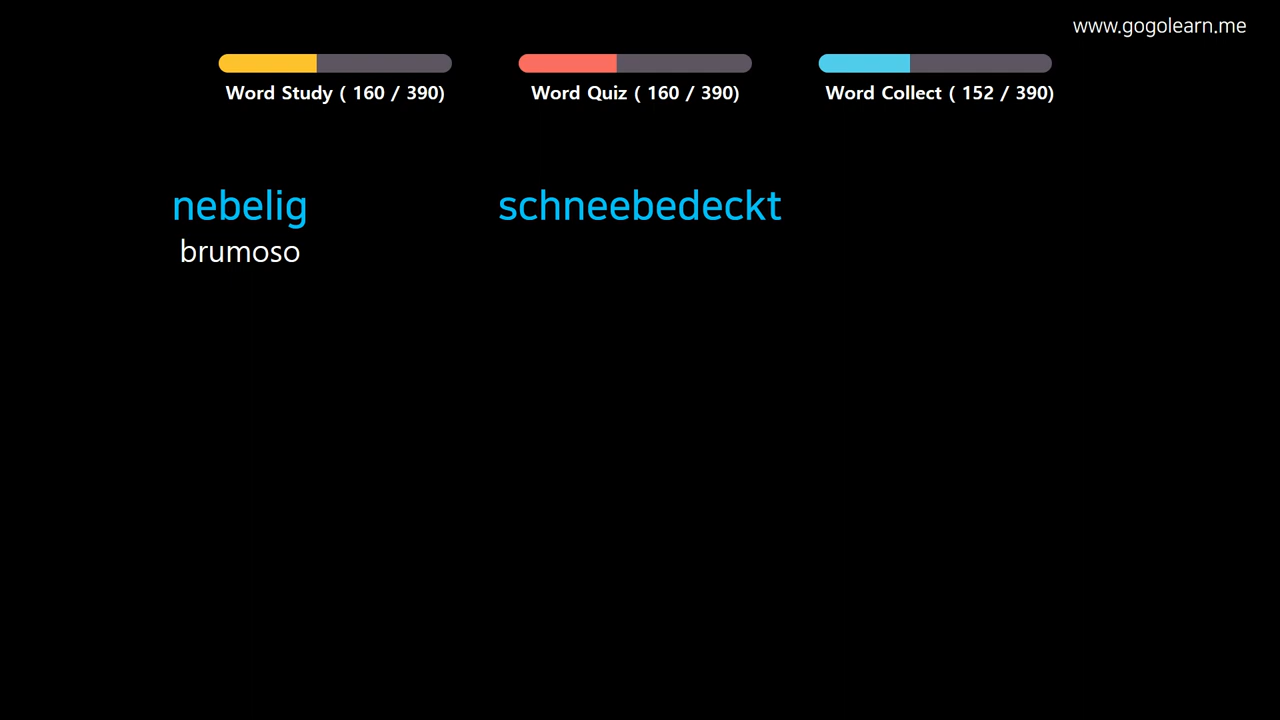 www.gogolearn.me
Word Study ( 160 / 390)
Word Quiz ( 160 / 390)
Word Collect ( 152 / 390)
nebelig
schneebedeckt
brumoso